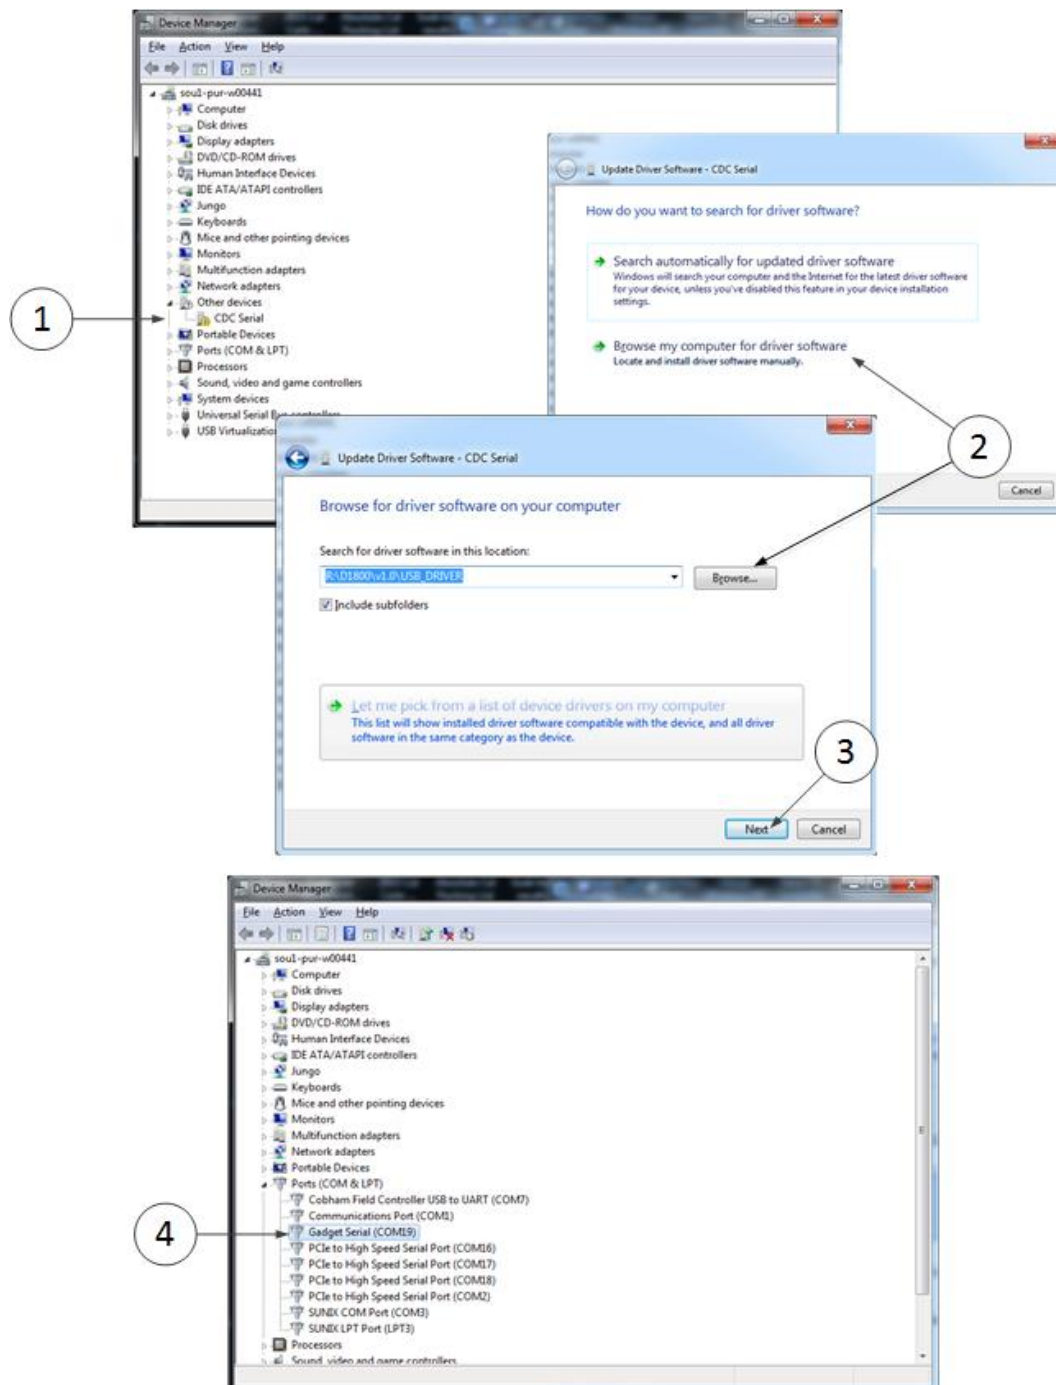 Device Manager
File Action View Help
soul-pur-w00441
Computer
Disk drives
Display adapters
DVD/CD-ROM drives
Human Interface Devices
IDE ATA/ATAPI controllers
Jungo
Keyboards
Mice and other pointing devices
Monitors
Multifunction adapters
Network adapters
Other devices
CDC Serial
Portable Devices
Ports (COM & LPT)
Processors
Sound, video and game controllers
System devices
Universal Serial Bus controllers
USB Virtualizatio
1
Update Driver Software - CDC Serial
How do you want to search for driver software?
Search automatically for updated driver software
Windows will search your computer and the Internet for the latest driver software
for your device, unless you've disabled this feature in your device installation
settings.
Browse my computer for driver software
Locate and install driver software manually.
2
Cancel
Update Driver Software - CDC Serial
Browse for driver software on your computer
Search for driver software in this location:
R:\D1800\v1.0\USB_DRIVER
Browse...
Include subfolders
Let me pick from a list of device drivers on my computer
This list will show installed driver software compatible with the device, and all driver
software in the same category as the device.
3
Next Cancel
Device Manager
File Action View Help
soul-pur-w00441
Computer
Disk drives
Display adapters
DVD/CD-ROM drives
Human Interface Devices
IDE ATA/ATAPI controllers
Jungo
Keyboards
Mice and other pointing devices
Monitors
Multifunction adapters
Network adapters
Portable Devices
Ports (COM & LPT)
Cobham Field Controller USB to UART (COM7)
Communications Port (COM1)
Gadget Serial (COM19)
PCIe to High Speed Serial Port (COM16)
PCIe to High Speed Serial Port (COM17)
PCIe to High Speed Serial Port (COM18)
PCIe to High Speed Serial Port (COM2)
SUNIX COM Port (COM3)
SUNIX LPT Port (LPT3)
Processors
Sound, video and game controllers
4